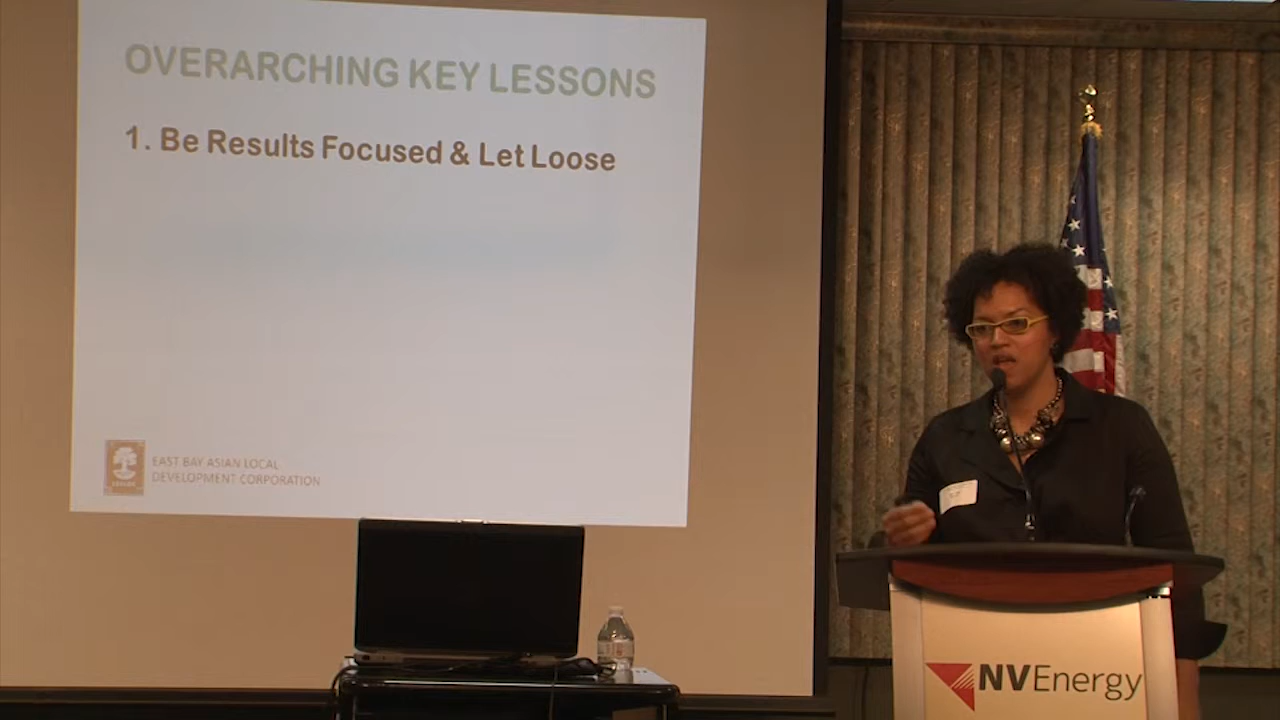 OVERARCHING KEY LESSONS
1. Be Results Focused & Let Loose
EAST BAY ASIAN LOCAL
DEVELOPMENT CORPORATION
NVEnergy